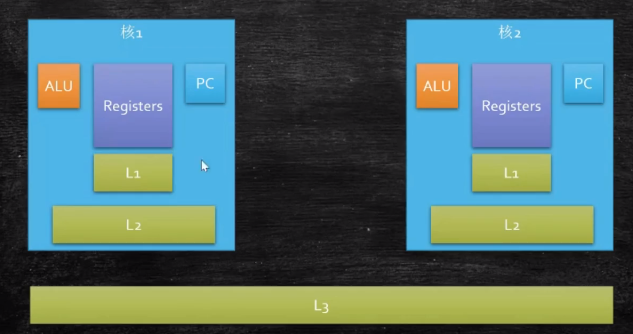 核1
核2
ALU
Registers
PC
ALU
Registers
PC
L1
L1
L2
L2
L3